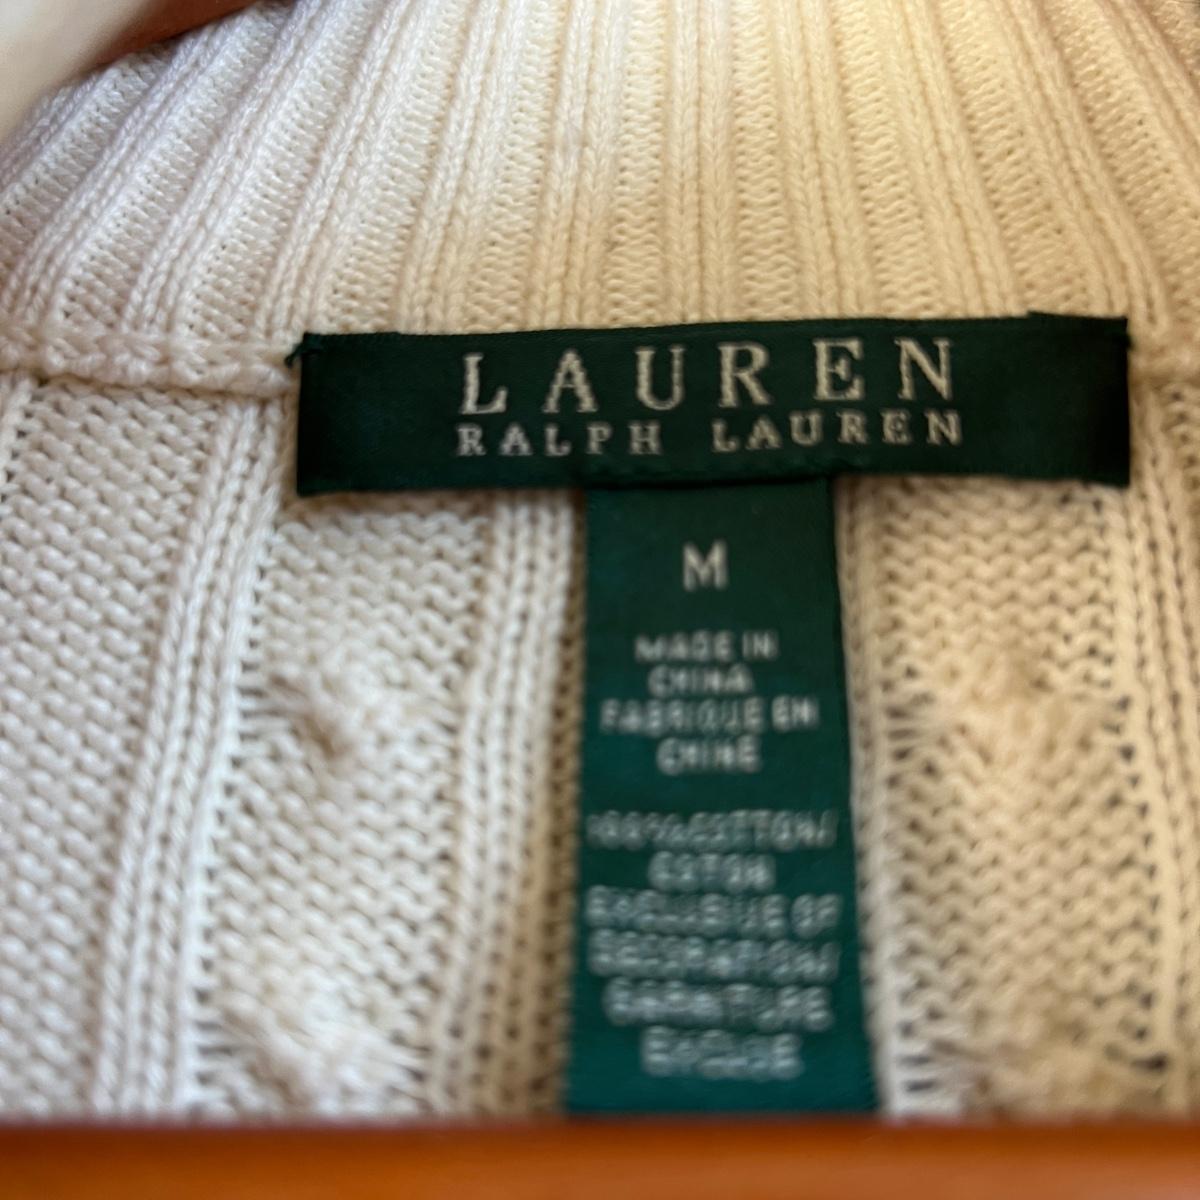 LAUREN
RALPH LAUREN
M
MADE IN
CHINA
FABRIQUE EN
CHINE
100% COTTON/
COTON
EXCLUSIVE OF
DECORATION/
GARNITURE
EXCLUE